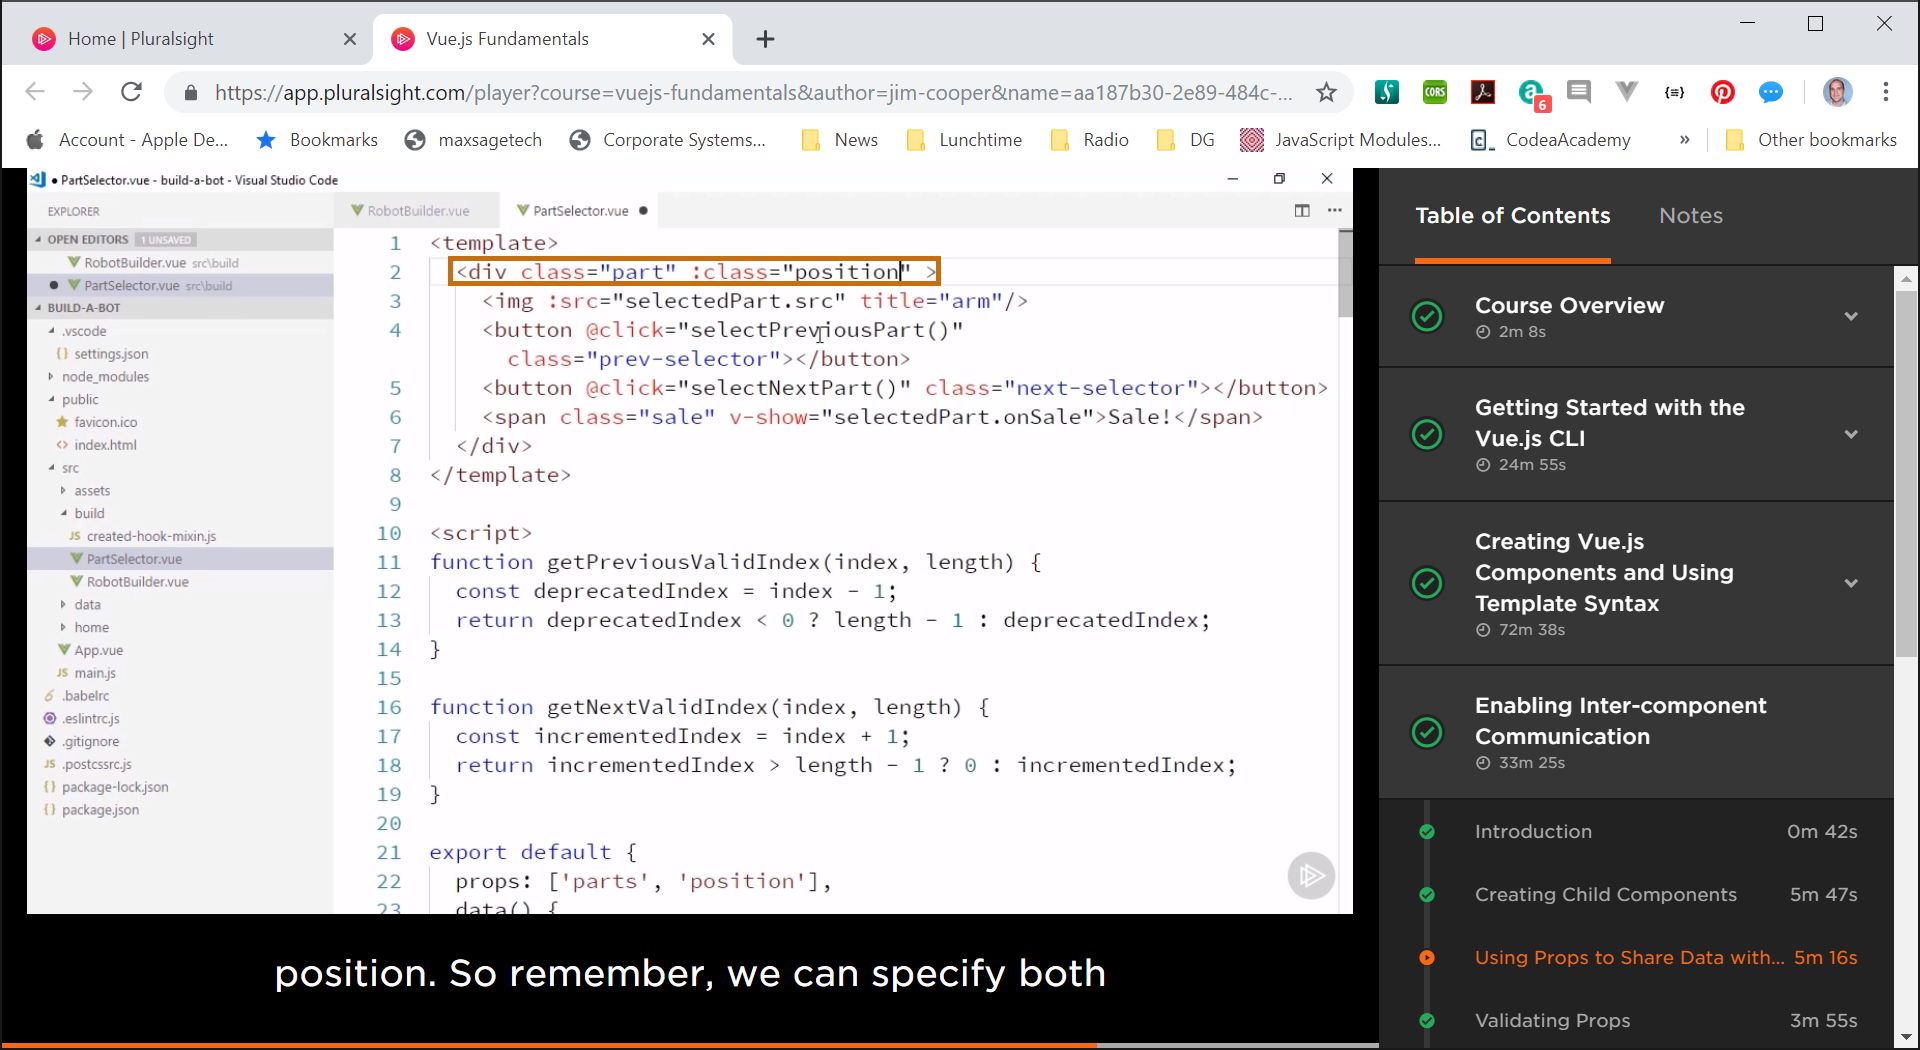 Home | Pluralsight
Vue.js Fundamentals
https://app.pluralsight.com/player?course=vuejs-fundamentals&author=jim-cooper&name=aa187b30-2e89-484c-...
CORS
6
{≡}
Account - Apple De...
Bookmarks
maxsagetech
Corporate Systems...
News
Lunchtime
Radio
DG
JavaScript Modules...
CodeaAcademy
»
Other bookmarks
● PartSelector.vue - build-a-bot - Visual Studio Code
EXPLORER
OPEN EDITORS 1 UNSAVED
RobotBuilder.vue src\build
PartSelector.vue src\build
BUILD-A-BOT
.vscode
{} settings.json
node_modules
public
favicon.ico
<> index.html
src
assets
build
JS created-hook-mixin.js
PartSelector.vue
RobotBuilder.vue
data
home
App.vue
JS main.js
.babelrc
.eslintrc.js
.gitignore
JS .postcssrc.js
{} package-lock.json
{} package.json
RobotBuilder.vue
PartSelector.vue ●
1 <template>
2 <div class="part" :class="position" >
3 <img :src="selectedPart.src" title="arm"/>
4 <button @click="selectPreviousPart()"
class="prev-selector"></button>
5 <button @click="selectNextPart()" class="next-selector"></button>
6 <span class="sale" v-show="selectedPart.onSale">Sale!</span>
7 </div>
8 </template>
9
10 <script>
11 function getPreviousValidIndex(index, length) {
12 const deprecatedIndex = index - 1;
13 return deprecatedIndex < 0 ? length - 1 : deprecatedIndex;
14 }
15
16 function getNextValidIndex(index, length) {
17 const incrementedIndex = index + 1;
18 return incrementedIndex > length - 1 ? 0 : incrementedIndex;
19 }
20
21 export default {
22 props: ['parts', 'position'],
23 data() {
position. So remember, we can specify both
Table of Contents
Notes
Course Overview
2m 8s
Getting Started with the
Vue.js CLI
24m 55s
Creating Vue.js
Components and Using
Template Syntax
72m 38s
Enabling Inter-component
Communication
33m 25s
Introduction 0m 42s
Creating Child Components 5m 47s
Using Props to Share Data with... 5m 16s
Validating Props 3m 55s